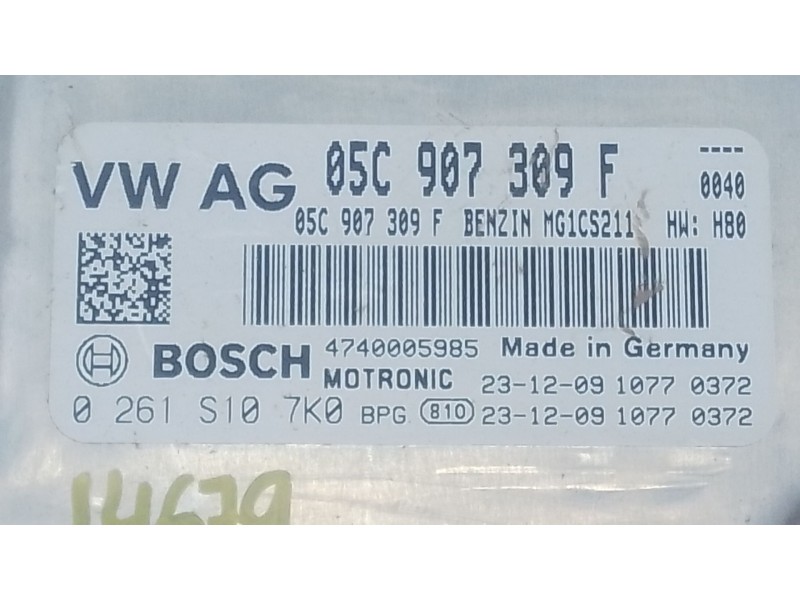 VW AG 05C 907 309 F ----
0040
05C 907 309 F BENZIN MG1CS211 HW: H80
BOSCH 4740005985 Made in Germany
MOTRONIC 23-12-09 1077 0372
0 261 S10 7K0 BPG 810 23-12-09 1077 0372
14679